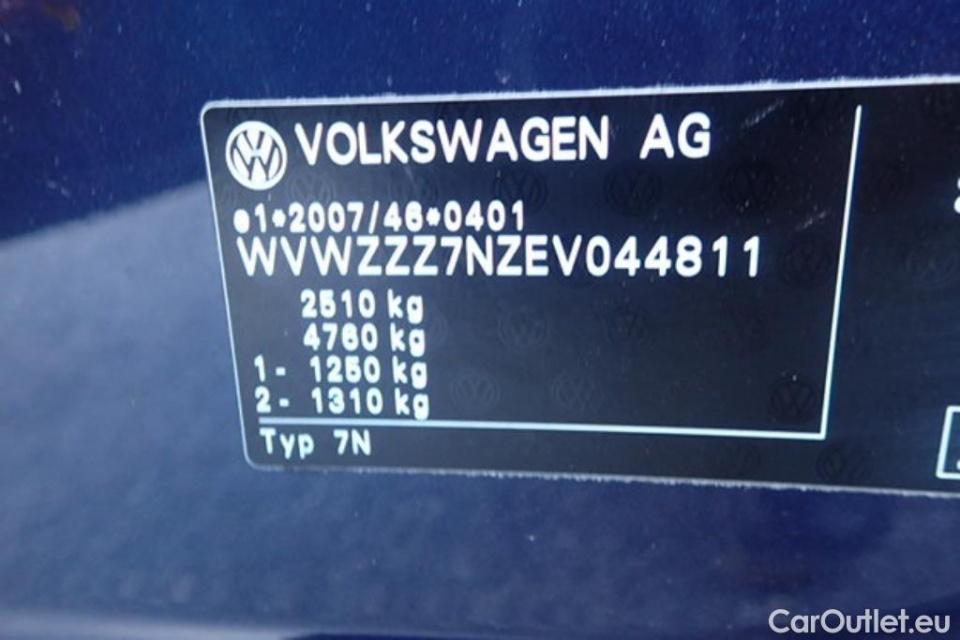 VOLKSWAGEN AG
e1*2007/46*0401
WVWZZZ7NZEV044811
2510 kg
4760 kg
1- 1250 kg
2- 1310 kg
Typ 7N
CarOutlet.eu